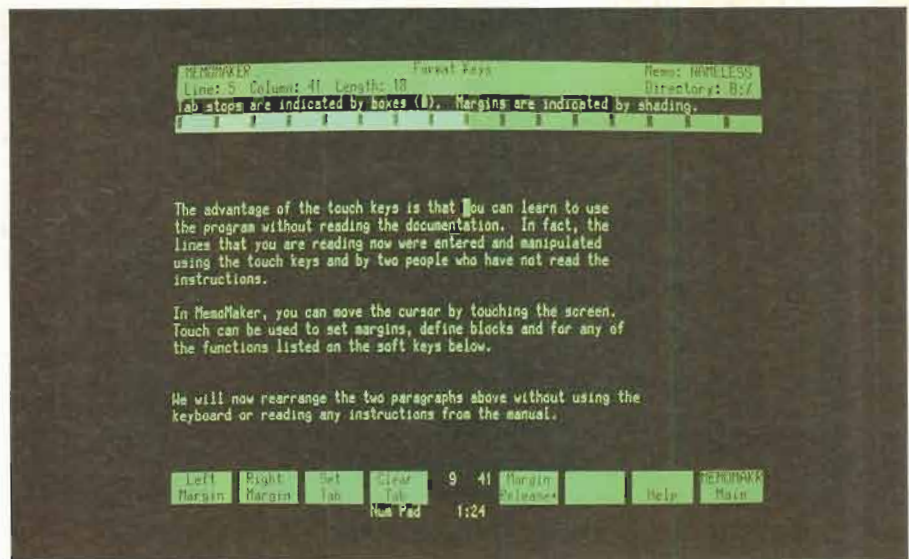 MEMOMAKER Format Keys Memo: NAMELESS
Line: 5 Column: 41 Length: 18 Directory: B:/
Tab stops are indicated by boxes (▮). Margins are indicated by shading.
The advantage of the touch keys is that ou can learn to use
the program without reading the documentation. In fact, the
lines that you are reading now were entered and manipulated
using the touch keys and by two people who have not read the
instructions.
In MemoMaker, you can move the cursor by touching the screen.
Touch can be used to set margins, define blocks and for any of
the functions listed on the soft keys below.
We will now rearrange the two paragraphs above without using the
keyboard or reading any instructions from the manual.
Left Right Set Clear 9 41 Margin MEMOMAKR
Margin Margin Tab Tab Release* Help Main
Num Pad 1:24